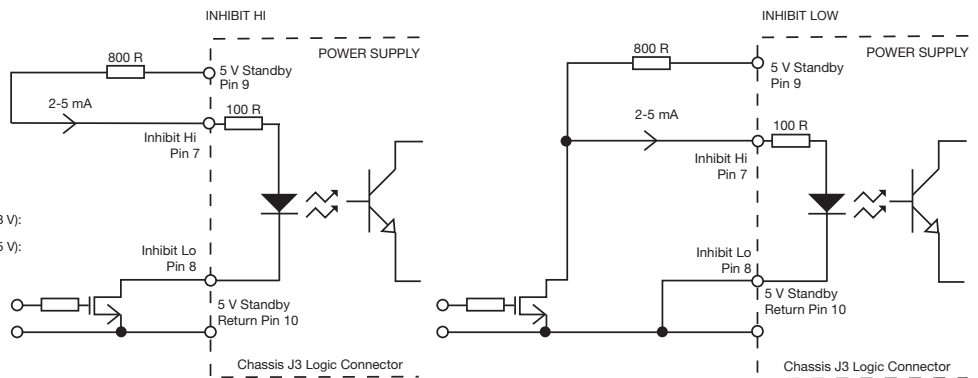 INHIBIT HI
POWER SUPPLY
800 R
5 V Standby
Pin 9
2-5 mA
100 R
Inhibit Hi
Pin 7
3 V):
5 V):
Inhibit Lo
Pin 8
5 V Standby
Return Pin 10
Chassis J3 Logic Connector
INHIBIT LOW
POWER SUPPLY
800 R
5 V Standby
Pin 9
2-5 mA
100 R
Inhibit Hi
Pin 7
Inhibit Lo
Pin 8
5 V Standby
Return Pin 10
Chassis J3 Logic Connector